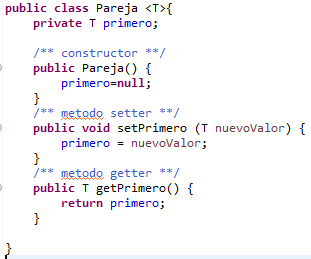 public class Pareja <T>{
private T primero;
/** constructor **/
public Pareja() {
primero=null;
}
/** metodo setter **/
public void setPrimero (T nuevoValor) {
primero = nuevoValor;
}
/** metodo getter **/
public T getPrimero() {
return primero;
}
}